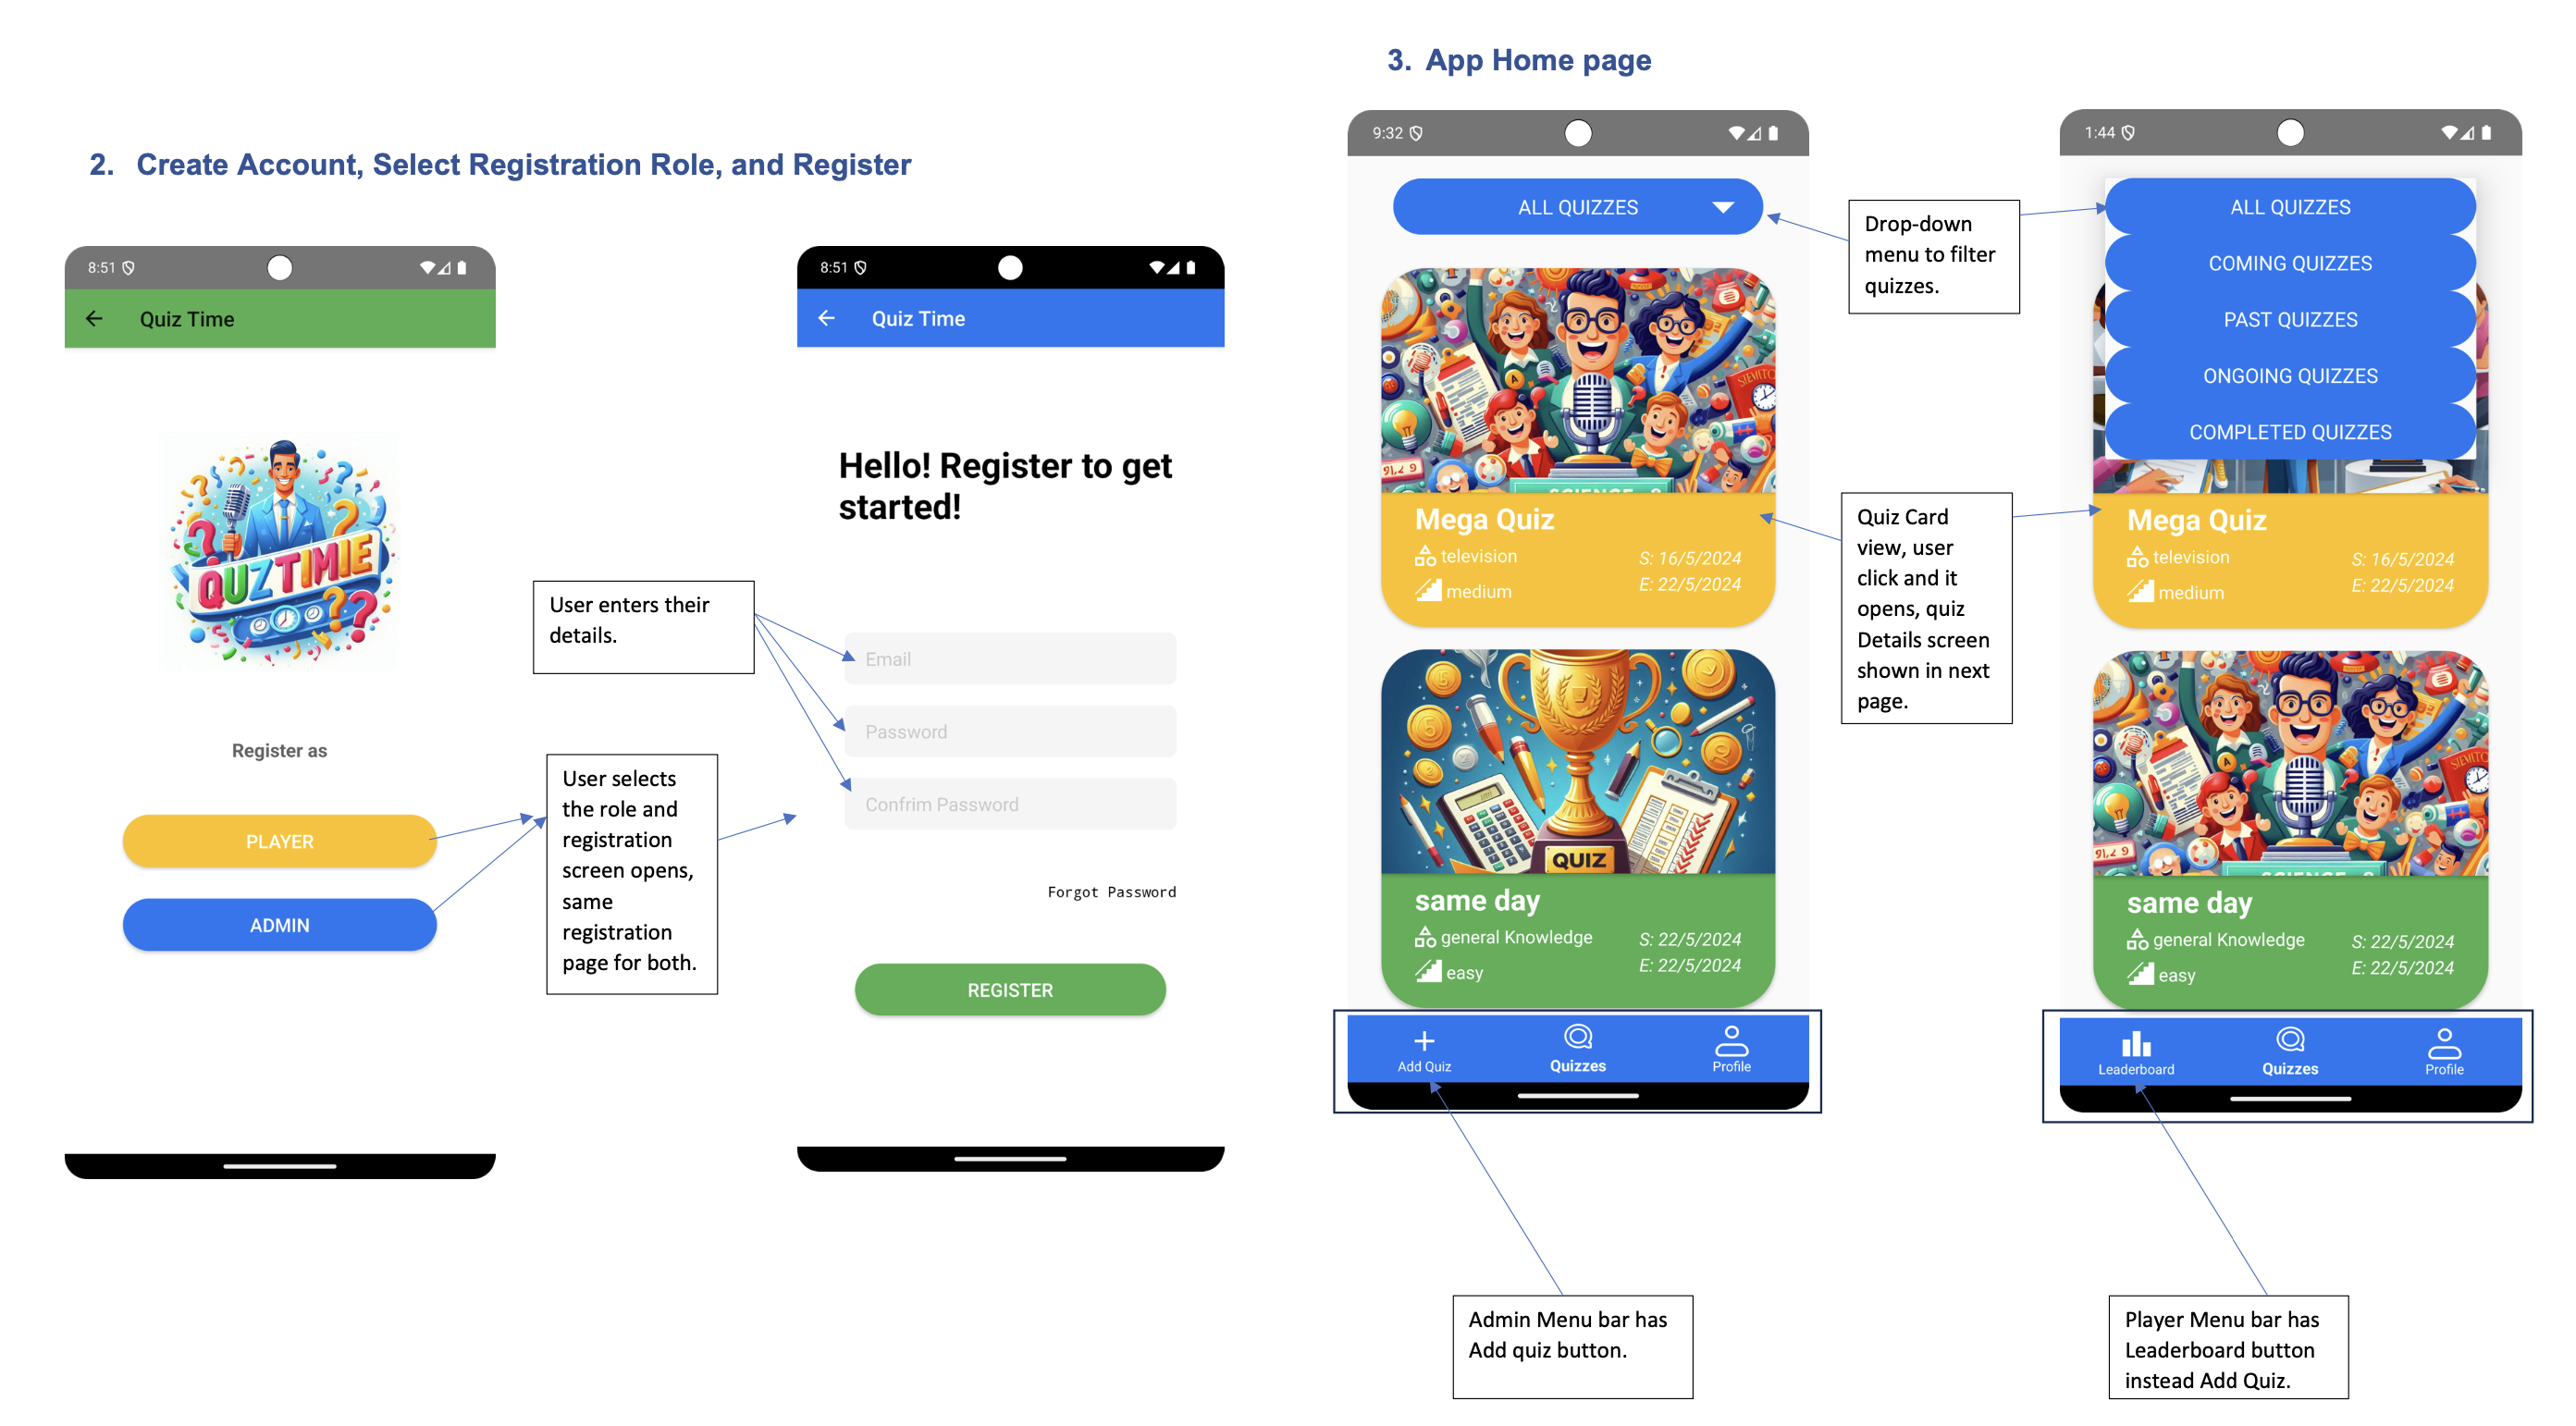 2. Create Account, Select Registration Role, and Register
8:51
Quiz Time
QUZTIMIE
Register as
PLAYER
ADMIN
User enters their
details.
User selects
the role and
registration
screen opens,
same
registration
page for both.
8:51
Quiz Time
Hello! Register to get
started!
Email
Password
Confrim Password
Forgot Password
REGISTER
3. App Home page
9:32
ALL QUIZZES
Mega Quiz
television
medium
S: 16/5/2024
E: 22/5/2024
QUIZ
same day
general Knowledge
easy
S: 22/5/2024
E: 22/5/2024
Add Quiz
Quizzes
Profile
Drop-down
menu to filter
quizzes.
Quiz Card
view, user
click and it
opens, quiz
Details screen
shown in next
page.
1:44
ALL QUIZZES
COMING QUIZZES
PAST QUIZZES
ONGOING QUIZZES
COMPLETED QUIZZES
Mega Quiz
television
medium
S: 16/5/2024
E: 22/5/2024
same day
general Knowledge
easy
S: 22/5/2024
E: 22/5/2024
Leaderboard
Quizzes
Profile
Admin Menu bar has
Add quiz button.
Player Menu bar has
Leaderboard button
instead Add Quiz.